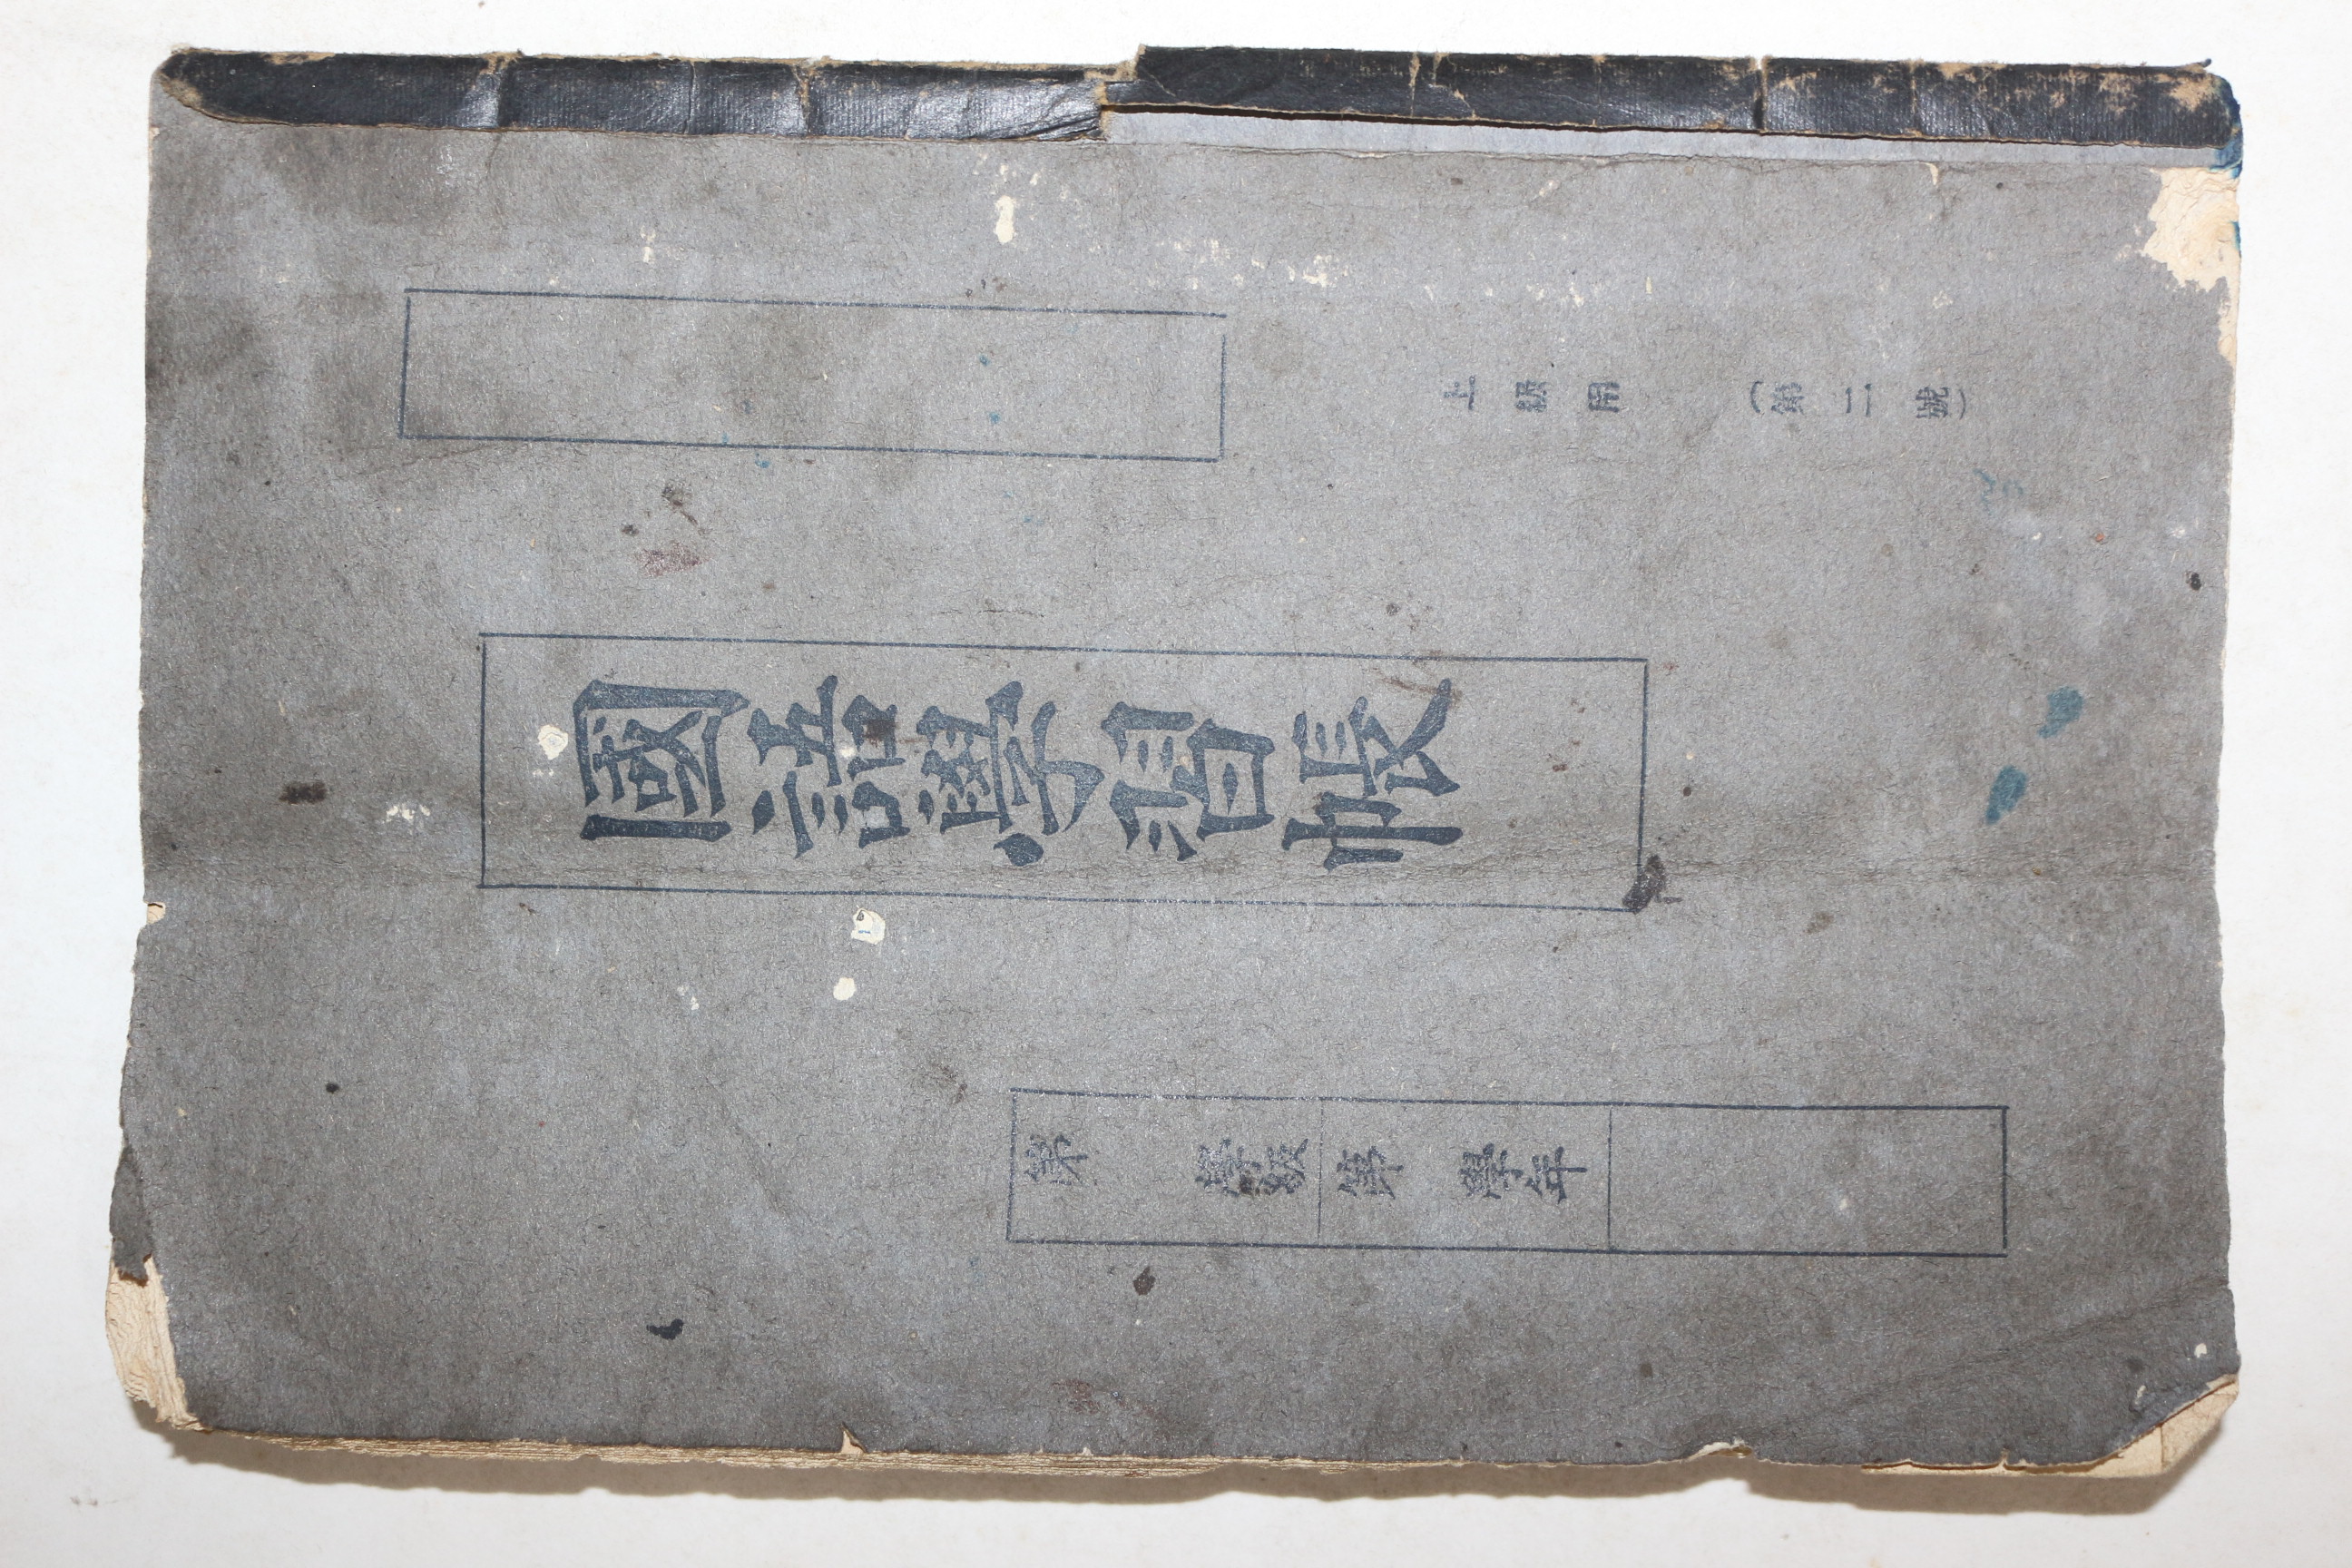 上級用 (第二號)
國語學習帳
第 學級 第 學年